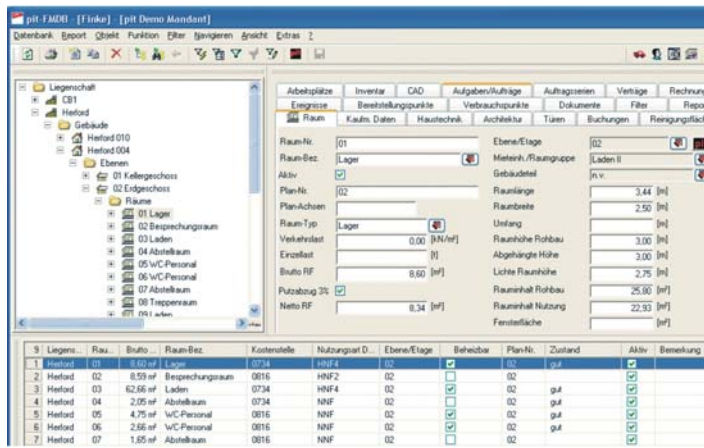 pit-FMDB - [Finke] - [pit Demo Mandant]
Datenbank Report Objekt Funktion Filter Navigieren Ansicht Extras ?
Liegenschaft
CB1
Herford
Gebäude
Herford 010
Herford 004
Ebenen
01 Kellergeschoss
02 Erdgeschoss
Räume
01 Lager
02 Besprechungsraum
03 Laden
04 Abstellraum
05 WC-Personal
06 WC-Personal
07 Abstellraum
08 Treppenraum
09 Laden
Arbeitsplätze Inventar CAD Aufgaben/Aufträge Auftragsserien Verträge Rechnung
Ereignisse Bereitstellungspunkte Verbrauchspunkte Dokumente Filter Repo
Raum Kaufm. Daten Haustechnik Architektur Türen Buchungen Reinigungsfläch
Raum-Nr. 01 Ebene/Etage 02
Raum-Bez. Lager Mieteinh./Raumgruppe Laden II
Aktiv Gebäudeteil n.v.
Plan-Nr. 02 Raumlänge 3,44 [m]
Plan-Achsen Raumbreite 2,50 [m]
Raum-Typ Lager Umfang [m]
Verkehrslast 0,00 [kN/m²] Raumhöhe Rohbau 3,00 [m]
Einzellast [t] Abgehängte Höhe 3,00 [m]
Brutto RF 8,60 [m²] Lichte Raumhöhe 2,75 [m]
Putzabzug 3% Rauminhalt Rohbau 25,80 [m³]
Netto RF 8,34 [m²] Rauminhalt Nutzung 22,93 [m³]
Fensterfläche [m²]
9 Liegens... Rau... Brutto ... Raum-Bez. Kostenstelle Nutzungsart D... Ebene/Etage Beheizbar Plan-Nr. Zustand Aktiv Bemerkung
1 Herford 01 8,60 m² Lager 0734 HNF4 02 02 gut
2 Herford 02 8,59 m² Besprechungsraum 0816 HNF2 02 02
3 Herford 03 62,66 m² Laden 0734 HNF4 02 02 gut
4 Herford 04 2,05 m² Abstellraum 0816 NNF 02 02 gut
5 Herford 05 4,75 m² WC-Personal 0816 NNF 02 02 gut
6 Herford 06 2,66 m² WC-Personal 0816 NNF 02 02 gut
7 Herford 07 1,65 m² Abstellraum 0816 NNF 02 02